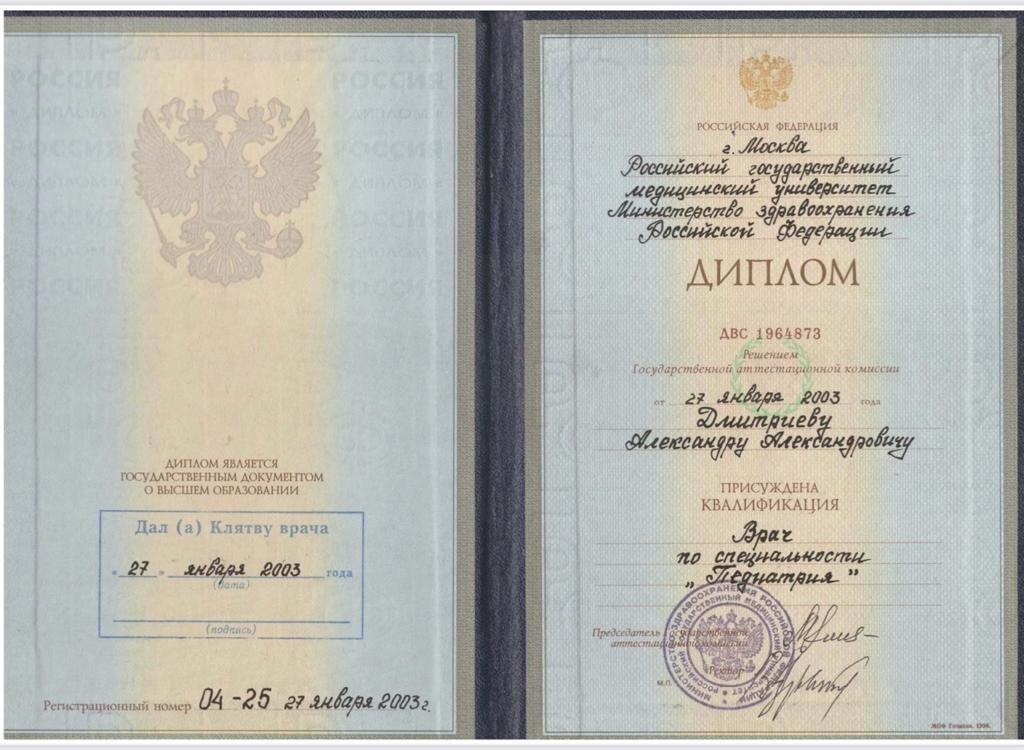 ДИПЛОМ ЯВЛЯЕТСЯ
ГОСУДАРСТВЕННЫМ ДОКУМЕНТОМ
О ВЫСШЕМ ОБРАЗОВАНИИ
Дал (а) Клятву врача
« 27 » января 2003 года
(дата)
(подпись)
Регистрационный номер 04-25 27 января 2003 г.
РОССИЙСКАЯ ФЕДЕРАЦИЯ
г. Москва
Российский государственный
медицинский университет
Министерство здравоохранения
Российской Федерации
ДИПЛОМ
ДВС 1964873
Решением
Государственной аттестационной комиссии
от 27 января 2003 года
Дмитриеву
Александру Александровичу
ПРИСУЖДЕНА
КВАЛИФИКАЦИЯ
Врач
по специальности
„Педиатрия"
Председатель Государственной
аттестационной комиссии
Ректор
М.П.